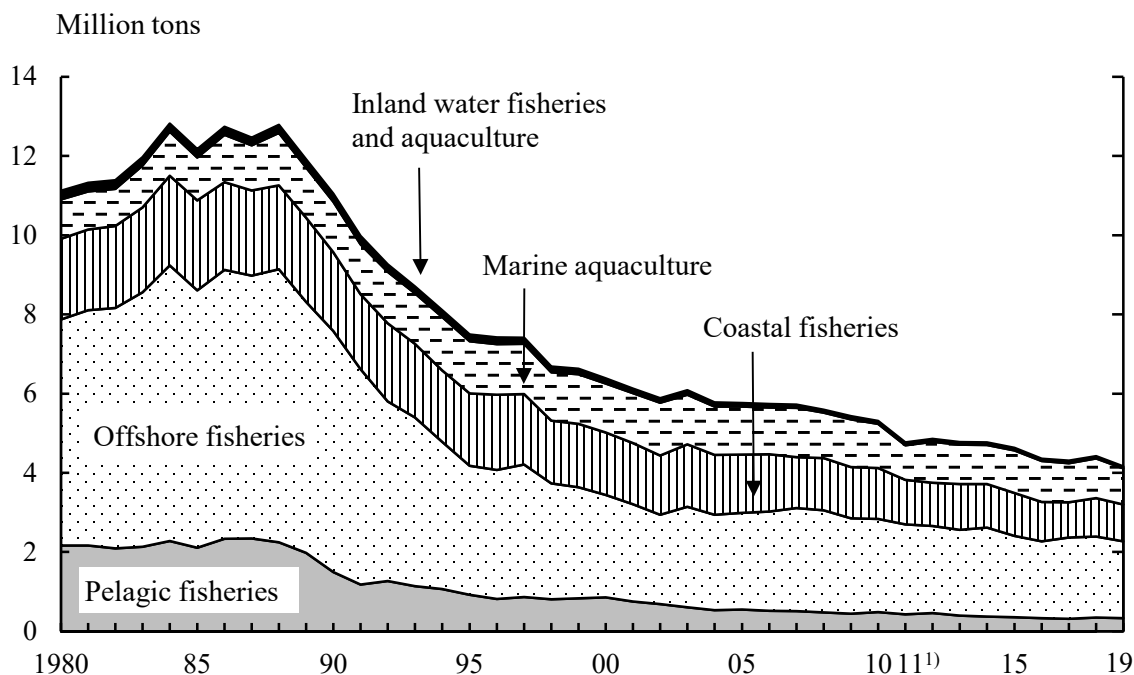 Million tons
14
12
10
8
6
4
2
0
Inland water fisheries
and aquaculture
Marine aquaculture
Coastal fisheries
Offshore fisheries
Pelagic fisheries
1980 85 90 95 00 05 10 11¹⁾ 15 19